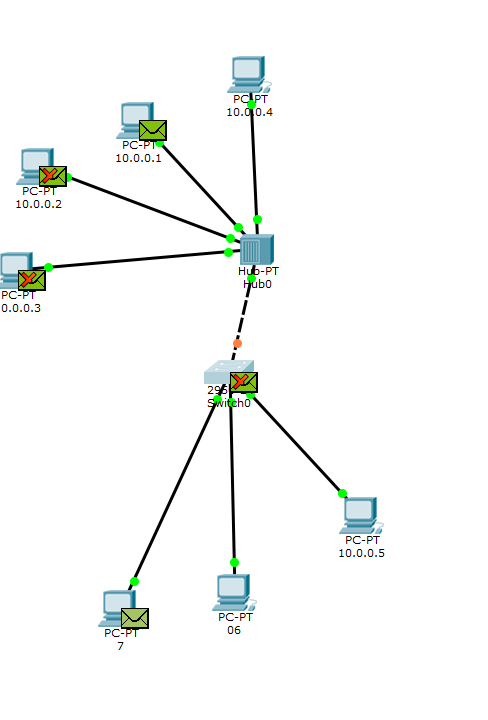 PC-PT
10.0.0.4
PC-PT
10.0.0.1
PC-PT
10.0.0.2
Hub-PT
Hub0
PC-PT
0.0.0.3
295
Switch0
PC-PT
10.0.0.5
PC-PT
06
PC-PT
7